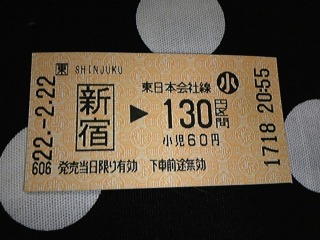 東 SHINJUKU
新宿 ▶ 東日本会社線 130円区間 小
小児60円
22.-2.22
606 発売当日限り有効 下車前途無効
1718 20:55